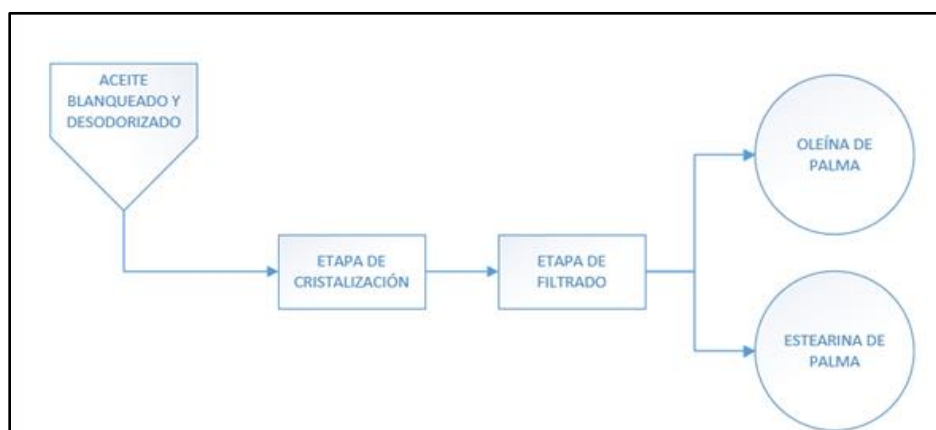 ACEITE
BLANQUEADO Y
DESODORIZADO
ETAPA DE
CRISTALIZACIÓN
ETAPA DE
FILTRADO
OLEÍNA DE
PALMA
ESTEARINA DE
PALMA